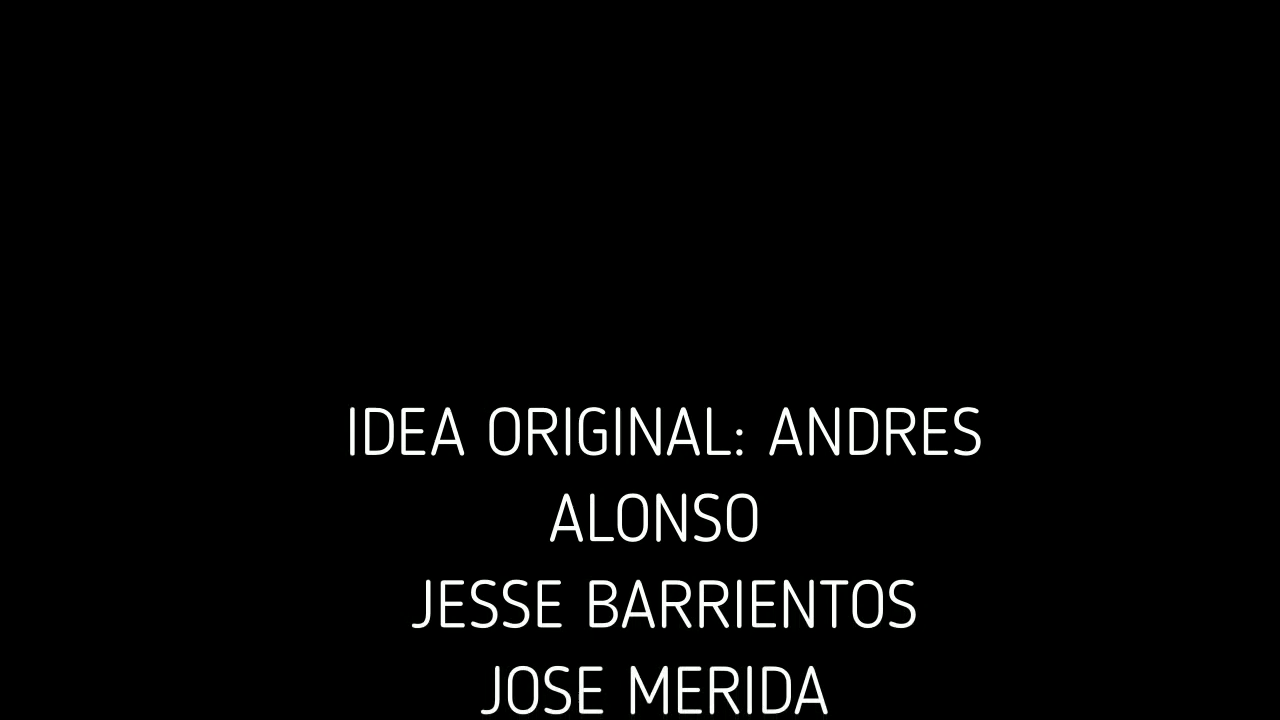 IDEA ORIGINAL: ANDRES
ALONSO
JESSE BARRIENTOS
JOSE MERIDA